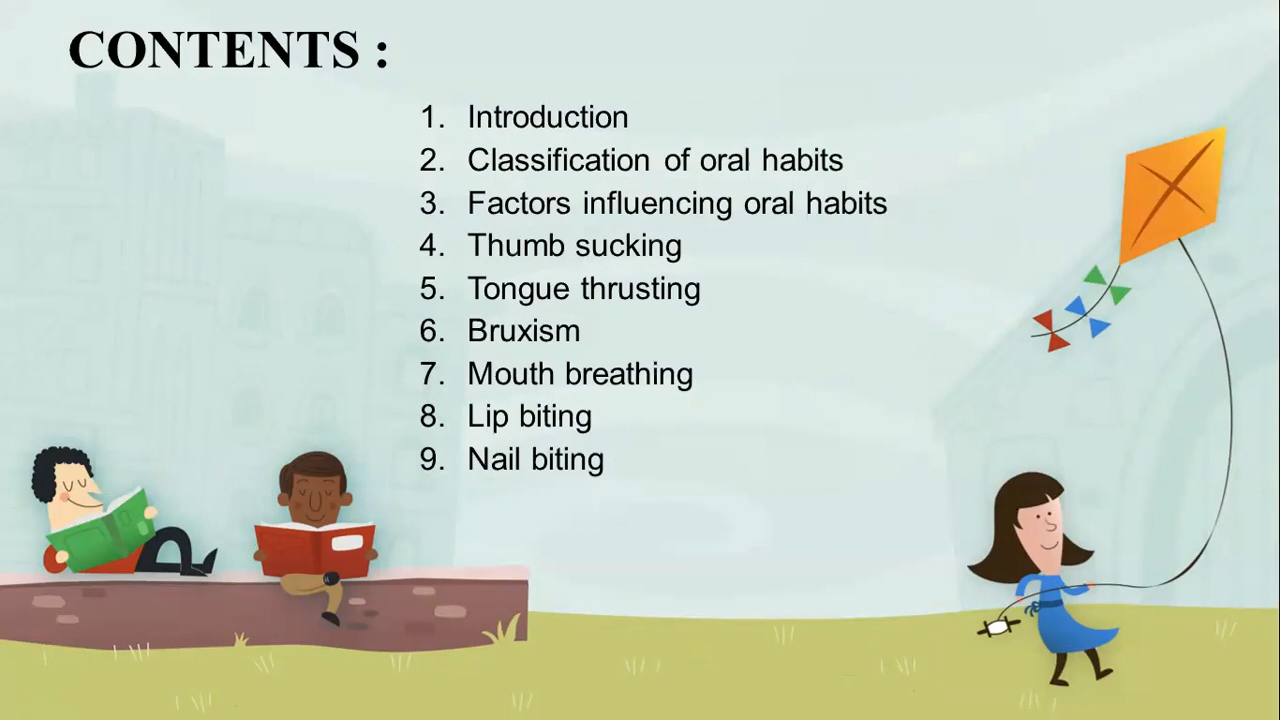 CONTENTS :
1. Introduction
2. Classification of oral habits
3. Factors influencing oral habits
4. Thumb sucking
5. Tongue thrusting
6. Bruxism
7. Mouth breathing
8. Lip biting
9. Nail biting